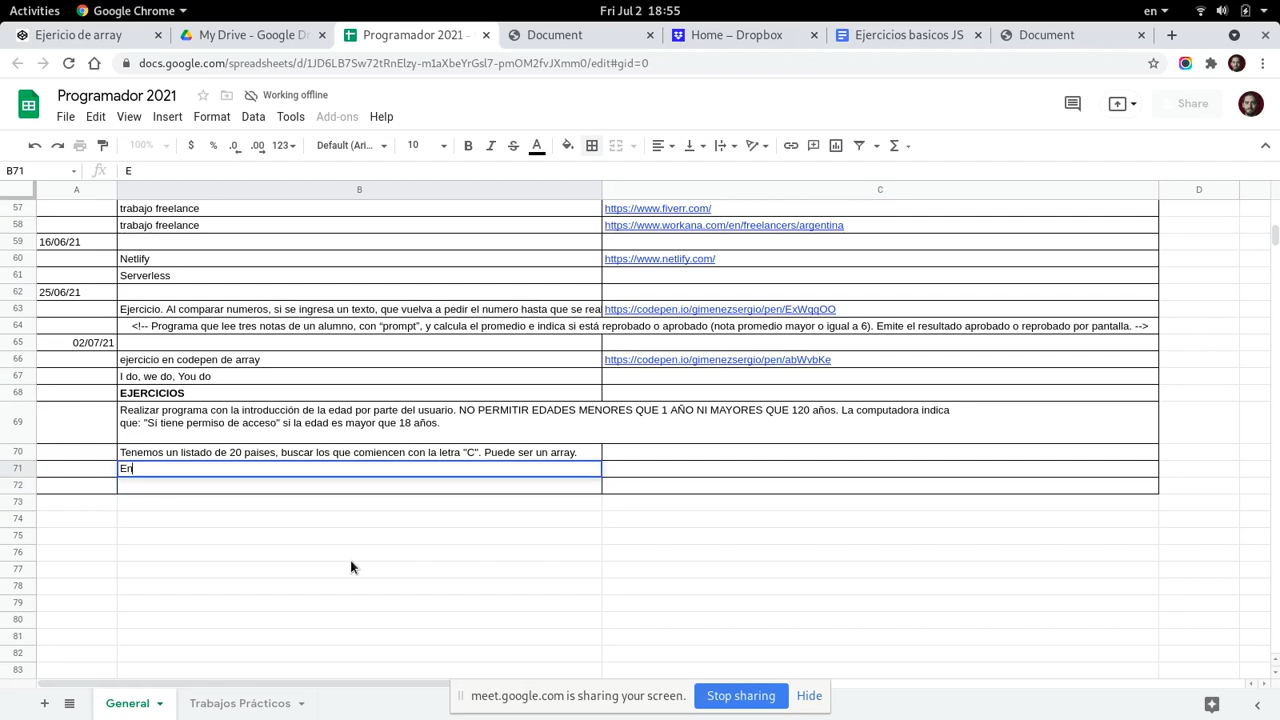 Activities Google Chrome Fri Jul 2 18:55 en
Ejericio de array My Drive - Google Dr Programador 2021 - Document Home – Dropbox Ejercicios basicos JS Document
docs.google.com/spreadsheets/d/1JD6LB7Sw72tRnElzy-m1aXbeYrGsl7-pmOM2fvJXmm0/edit#gid=0
Programador 2021 Working offline
File Edit View Insert Format Data Tools Add-ons Help Share
100% $ % .0 .00 123 Default (Ari... 10 B I S A
B71 fx E
A B C D
57 trabajo freelance https://www.fiverr.com/
58 trabajo freelance https://www.workana.com/en/freelancers/argentina
59 16/06/21
60 Netlify https://www.netlify.com/
61 Serverless
62 25/06/21
63 Ejercicio. Al comparar numeros, si se ingresa un texto, que vuelva a pedir el numero hasta que se rea https://codepen.io/gimenezsergio/pen/ExWqqOO
64 <!-- Programa que lee tres notas de un alumno, con “prompt”, y calcula el promedio e indica si está reprobado o aprobado (nota promedio mayor o igual a 6). Emite el resultado aprobado o reprobado por pantalla. -->
65 02/07/21
66 ejercicio en codepen de array https://codepen.io/gimenezsergio/pen/abWvbKe
67 I do, we do, You do
68 EJERCICIOS
Realizar programa con la introducción de la edad por parte del usuario. NO PERMITIR EDADES MENORES QUE 1 AÑO NI MAYORES QUE 120 años. La computadora indica
69 que: "Sí tiene permiso de acceso" si la edad es mayor que 18 años.
70 Tenemos un listado de 20 paises, buscar los que comiencen con la letra "C". Puede ser un array.
71 En
72
73
74
75
76
77
78
79
80
81
82
83
meet.google.com is sharing your screen. Stop sharing Hide
General Trabajos Prácticos